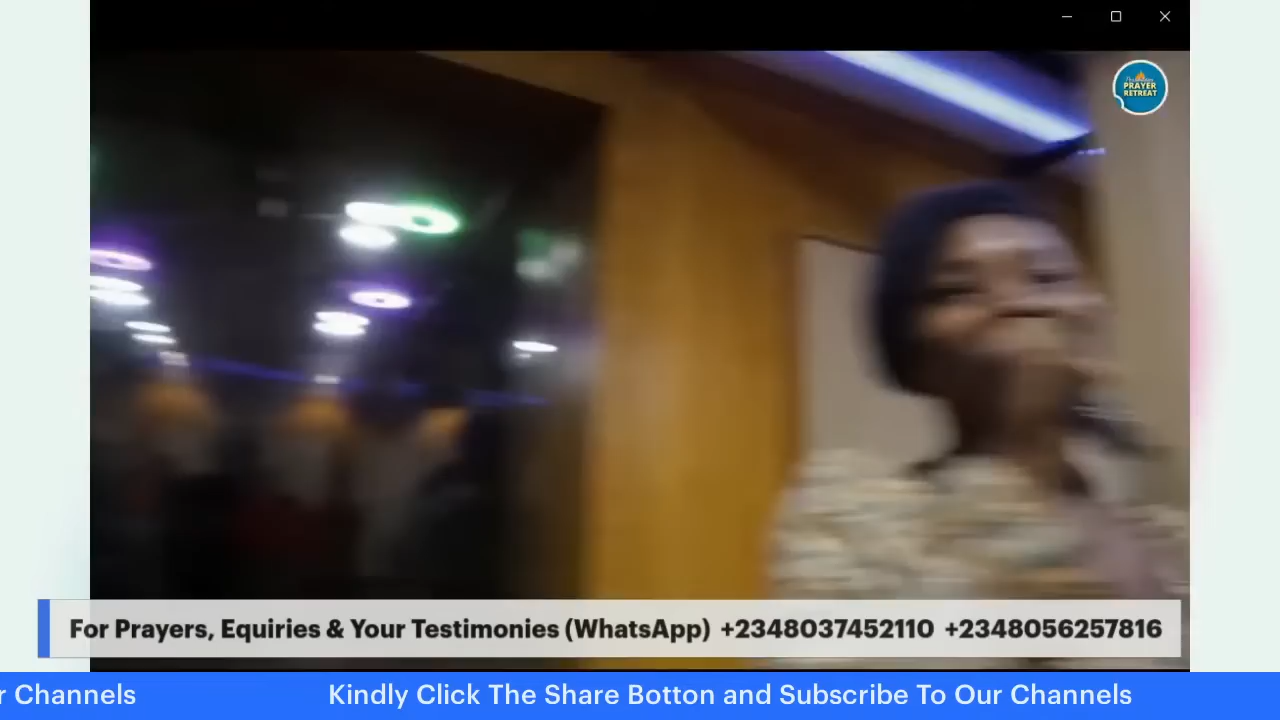 PRAYER
RETREAT
For Prayers, Equiries & Your Testimonies (WhatsApp) +2348037452110 +2348056257816
r Channels Kindly Click The Share Botton and Subscribe To Our Channels